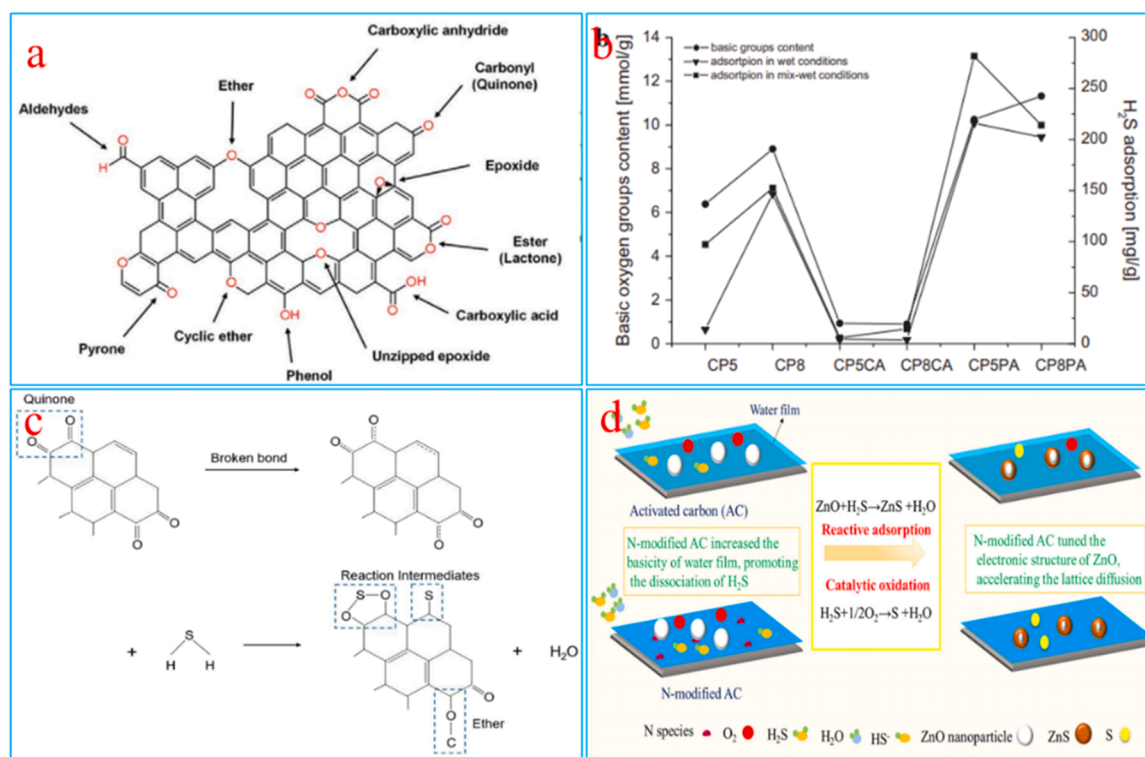 a
Carboxylic anhydride
Carbonyl
(Quinone)
Ether
Aldehydes
Epoxide
Ester
(Lactone)
Carboxylic acid
Unzipped epoxide
Cyclic ether
Phenol
Pyrone
O
O
O
O
O
H
O
O
O
O
O
O
O
O
OH
O
OH
O
b
b
basic groups content
adsortpion in wet conditions
adsortpion in mix-wet conditions
Basic oxygen groups content [mmol/g]
14
12
10
8
6
4
2
0
300
250
200
150
100
50
0
H2S adsorption [mgl/g]
CP5
CP8
CP5CA
CP8CA
CP5PA
CP8PA
c
Quinone
O
O
O
O
Broken bond
O
O
O
O
Reaction Intermediates
S
O
O
S
O
O
C
Ether
+
S
H
H
+
H2O
d
Water film
Activated carbon (AC)
N-modified AC increased the
basicity of water film, promoting
the dissociation of H2S
ZnO+H2S→ZnS +H2O
Reactive adsorption
Catalytic oxidation
H2S+1/2O2→S +H2O
N-modified AC tuned the
electronic structure of ZnO,
accelerating the lattice diffusion
N-modified AC
N species O2 H2S H2O HS- ZnO nanoparticle ZnS S